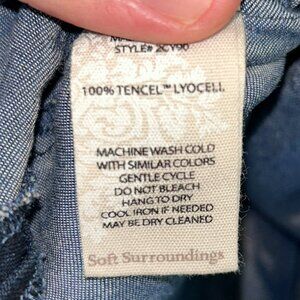 STYLE# 2CY90
100% TENCEL™ LYOCELL
MACHINE WASH COLD
WITH SIMILAR COLORS
GENTLE CYCLE
DO NOT BLEACH
HANG TO DRY
COOL IRON IF NEEDED
MAY BE DRY CLEANED
Soft Surroundings